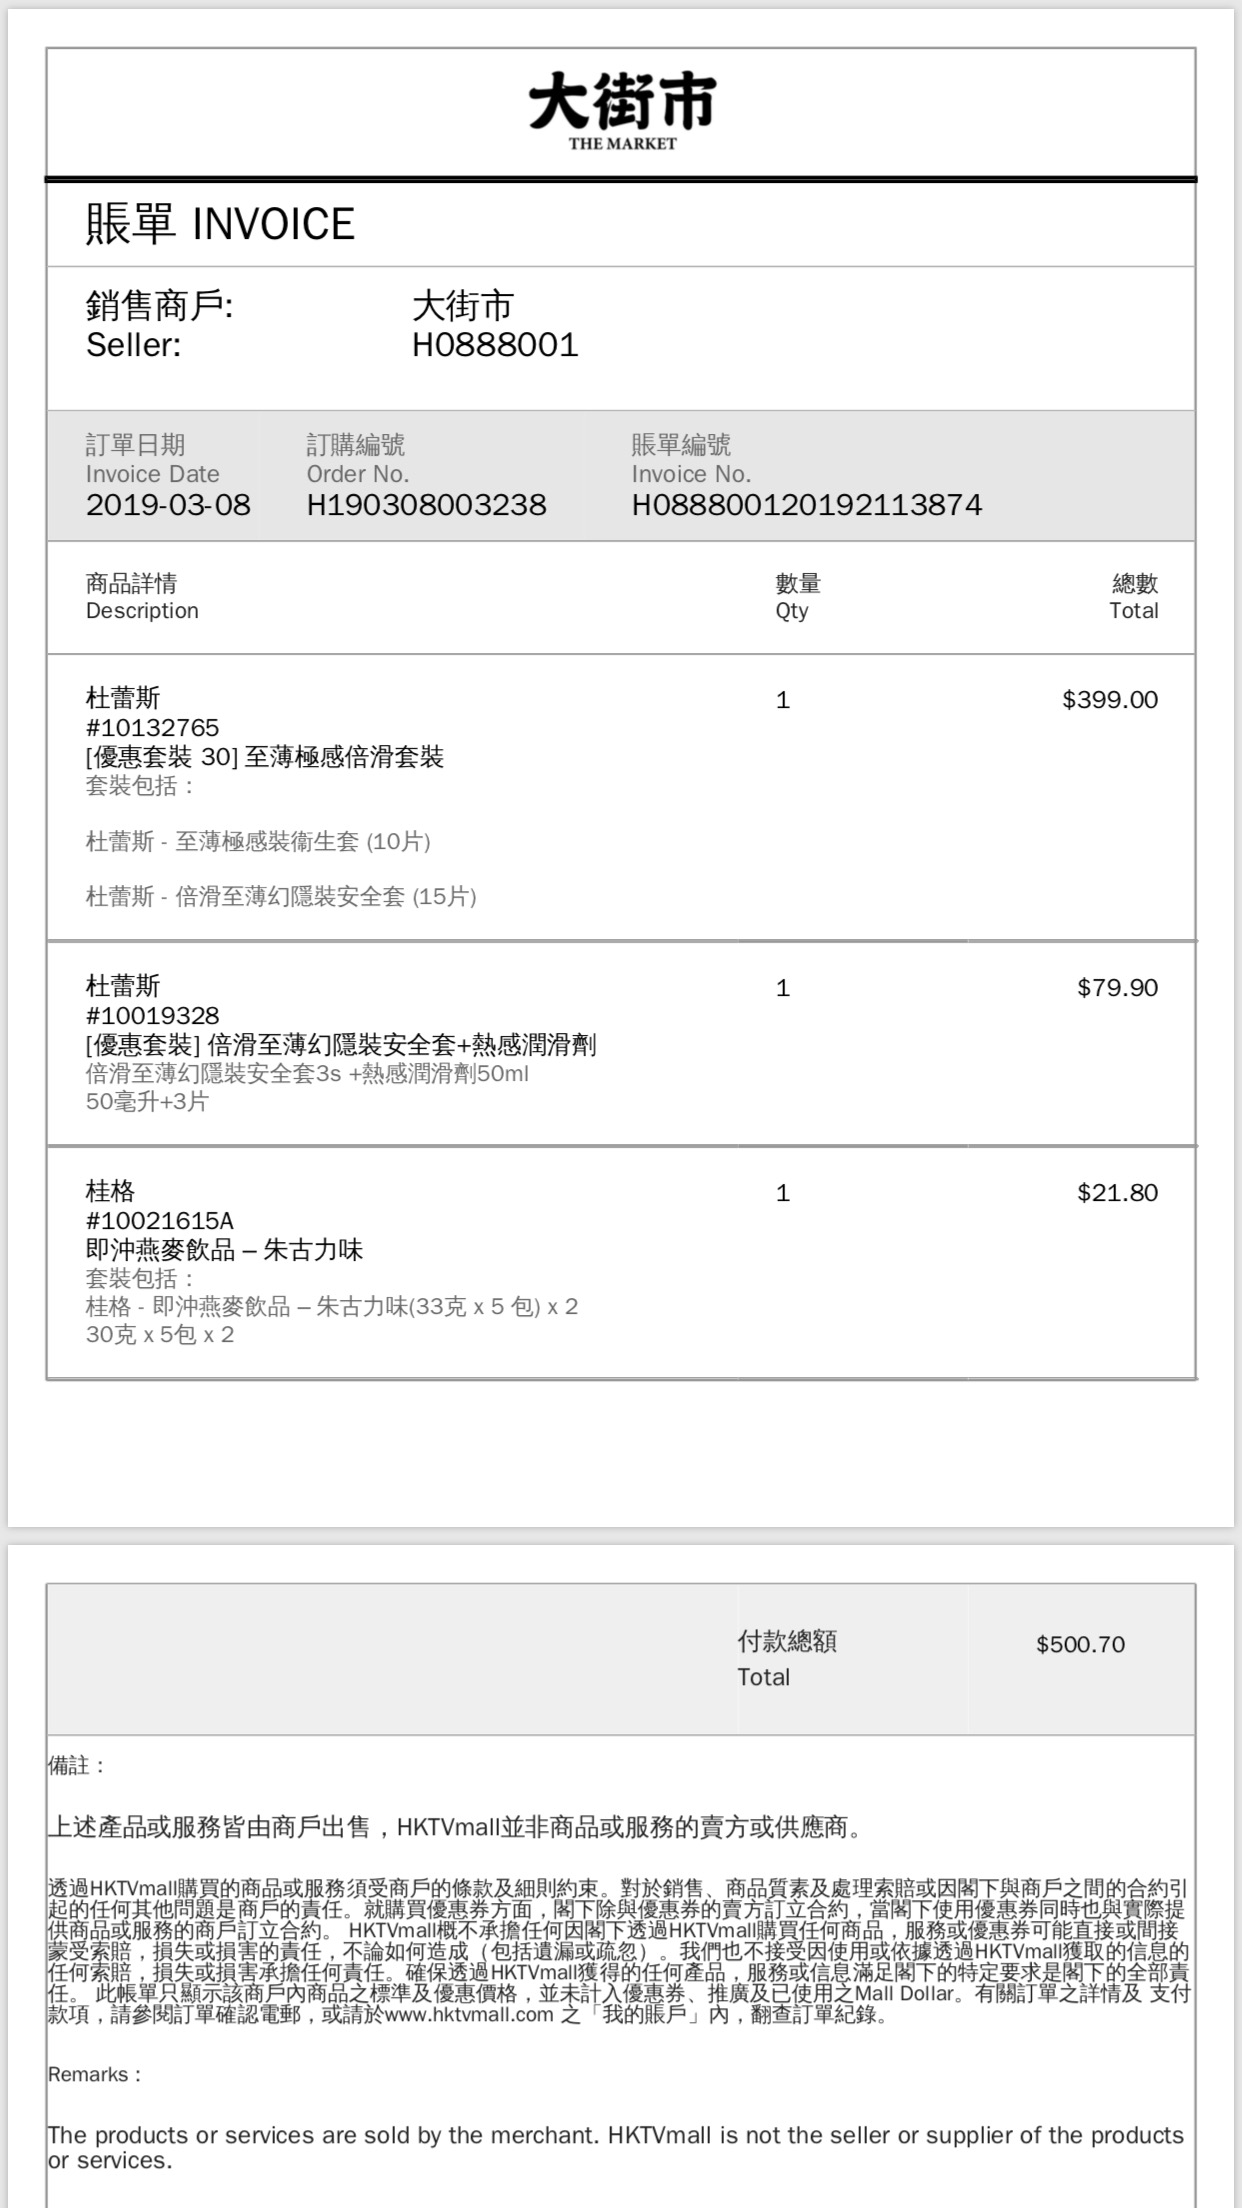 大街市
THE MARKET
賬單 INVOICE
銷售商戶: 大街市
Seller: H0888001
訂單日期 訂購編號 賬單編號
Invoice Date Order No. Invoice No.
2019-03-08 H190308003238 H088800120192113874
商品詳情 數量 總數
Description Qty Total
杜蕾斯 1 $399.00
#10132765
[優惠套裝 30] 至薄極感倍滑套裝
套裝包括：
杜蕾斯 - 至薄極感裝衞生套 (10片)
杜蕾斯 - 倍滑至薄幻隱裝安全套 (15片)
杜蕾斯 1 $79.90
#10019328
[優惠套裝] 倍滑至薄幻隱裝安全套+熱感潤滑劑
倍滑至薄幻隱裝安全套3s +熱感潤滑劑50ml
50毫升+3片
桂格 1 $21.80
#10021615A
即沖燕麥飲品 – 朱古力味
套裝包括：
桂格 - 即沖燕麥飲品 – 朱古力味(33克 x 5 包) x 2
30克 x 5包 x 2
付款總額 $500.70
Total
備註：
上述產品或服務皆由商戶出售，HKTVmall並非商品或服務的賣方或供應商。
透過HKTVmall購買的商品或服務須受商戶的條款及細則約束。對於銷售、商品質素及處理索賠或因閣下與商戶之間的合約引
起的任何其他問題是商戶的責任。就購買優惠券方面，閣下除與優惠券的賣方訂立合約，當閣下使用優惠券同時也與實際提
供商品或服務的商戶訂立合約。 HKTVmall概不承擔任何因閣下透過HKTVmall購買任何商品，服務或優惠券可能直接或間接
蒙受索賠，損失或損害的責任，不論如何造成（包括遺漏或疏忽）。我們也不接受因使用或依據透過HKTVmall獲取的信息的
任何索賠，損失或損害承擔任何責任。確保透過HKTVmall獲得的任何產品，服務或信息滿足閣下的特定要求是閣下的全部責
任。 此帳單只顯示該商戶內商品之標準及優惠價格，並未計入優惠券、推廣及已使用之Mall Dollar。有關訂單之詳情及 支付
款項，請參閱訂單確認電郵，或請於www.hktvmall.com 之「我的賬戶」內，翻查訂單紀錄。
Remarks :
The products or services are sold by the merchant. HKTVmall is not the seller or supplier of the products
or services.